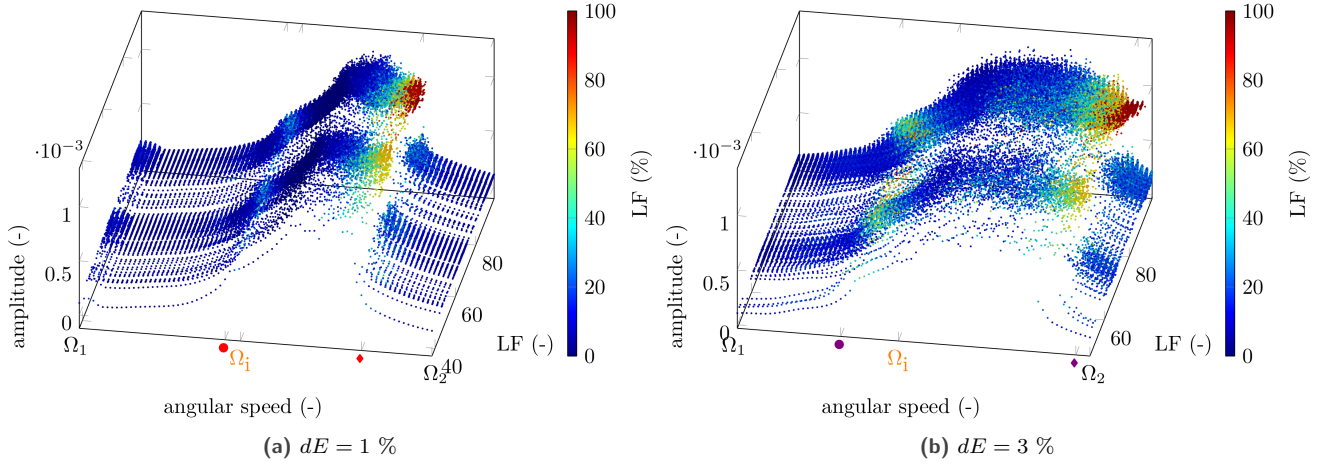 ·10⁻³
1
0.5
0
amplitude (-)
Ω₁
Ωᵢ
Ω₂
angular speed (-)
40
60
80
LF (-)
100
80
60
40
20
0
LF (%)
(a) dE = 1 %
·10⁻³
1
0.5
0
amplitude (-)
Ω₁
Ωᵢ
Ω₂
angular speed (-)
60
80
LF (-)
100
80
60
40
20
0
LF (%)
(b) dE = 3 %